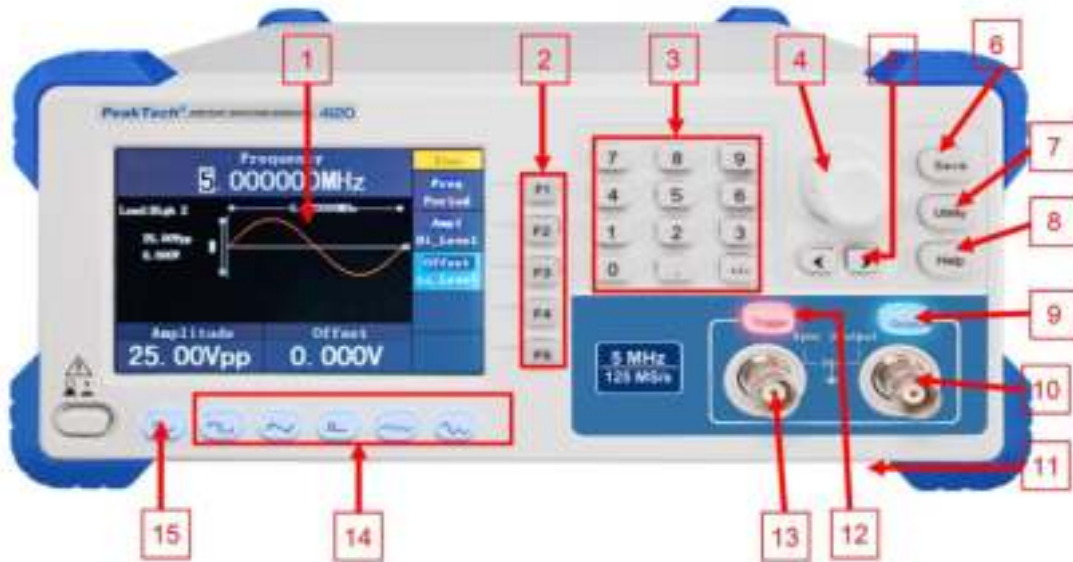 1
2
3
4
6
7
8
9
10
11
12
13
14
15
PeakTech®
Frequency
5.000000MHz
Load:High Z
25.00Vpp
0.000V
Sine
Freq
Period
Ampl
Hi_Level
Offset
Lo_Level
Amplitude
Offset
25.00Vpp
0.000V
F1
F2
F3
F4
F5
7 8 9
4 5 6
1 2 3
0 . +/-
Save
Utility
Help
Sync Output
5 MHz
125 MS/s